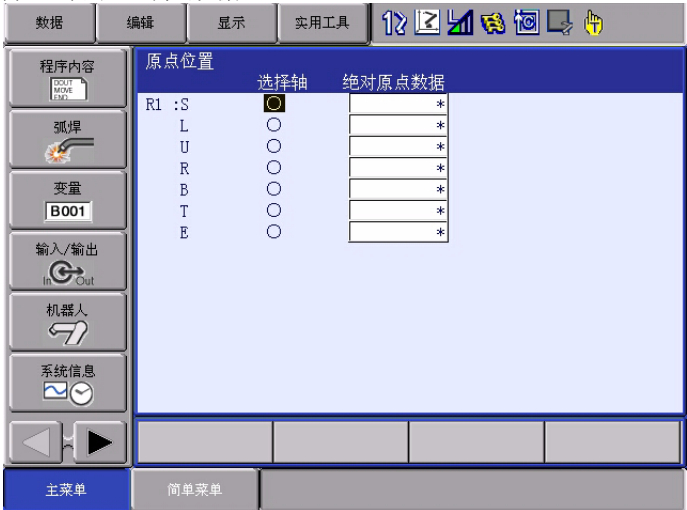 数据 编辑 显示 实用工具
程序内容
DOUT
MOVE
END
弧焊
变量
B001
输入/输出
In Out
机器人
系统信息
原点位置
选择轴 绝对原点数据
R1 :S ○ *
L ○ *
U ○ *
R ○ *
B ○ *
T ○ *
E ○ *
主菜单 简单菜单